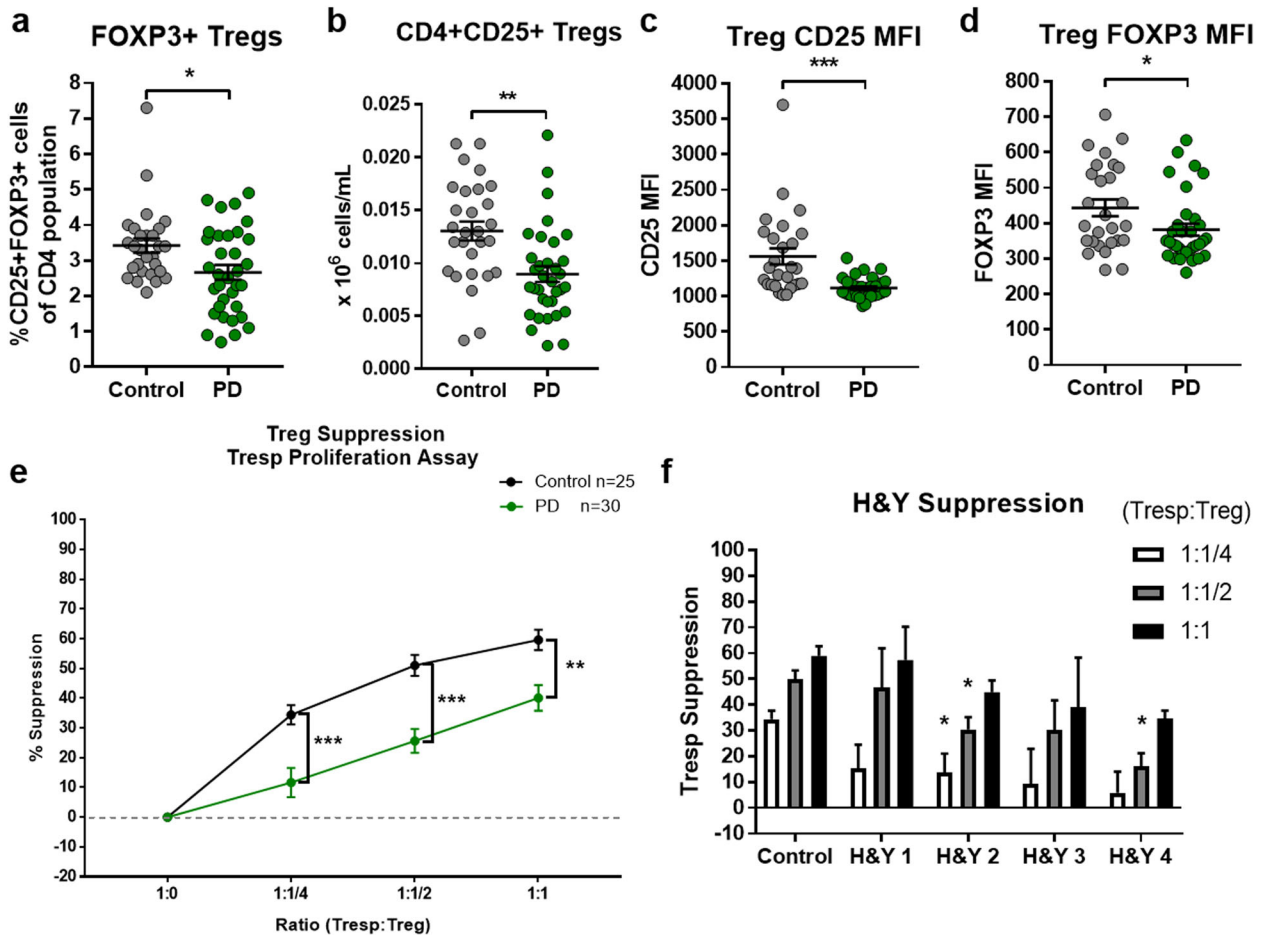 a
FOXP3+ Tregs
*
%CD25+FOXP3+ cells
of CD4 population
8
7
6
5
4
3
2
1
0
Control PD
b
CD4+CD25+ Tregs
**
x 10⁶ cells/mL
0.025
0.020
0.015
0.010
0.005
0.000
Control PD
c
Treg CD25 MFI
***
CD25 MFI
4000
3500
3000
2500
2000
1500
1000
500
0
Control PD
d
Treg FOXP3 MFI
*
FOXP3 MFI
800
700
600
500
400
300
200
100
0
Control PD
e
Treg Suppression
Tresp Proliferation Assay
Control n=25
PD n=30
% Suppression
100
90
80
70
60
50
40
30
20
10
0
-10
-20
***
***
**
1:0 1:1/4 1:1/2 1:1
Ratio (Tresp:Treg)
f
H&Y Suppression
(Tresp:Treg)
1:1/4
1:1/2
1:1
Tresp Suppression
100
90
80
70
60
50
40
30
20
10
0
-10
* * *
Control H&Y 1 H&Y 2 H&Y 3 H&Y 4